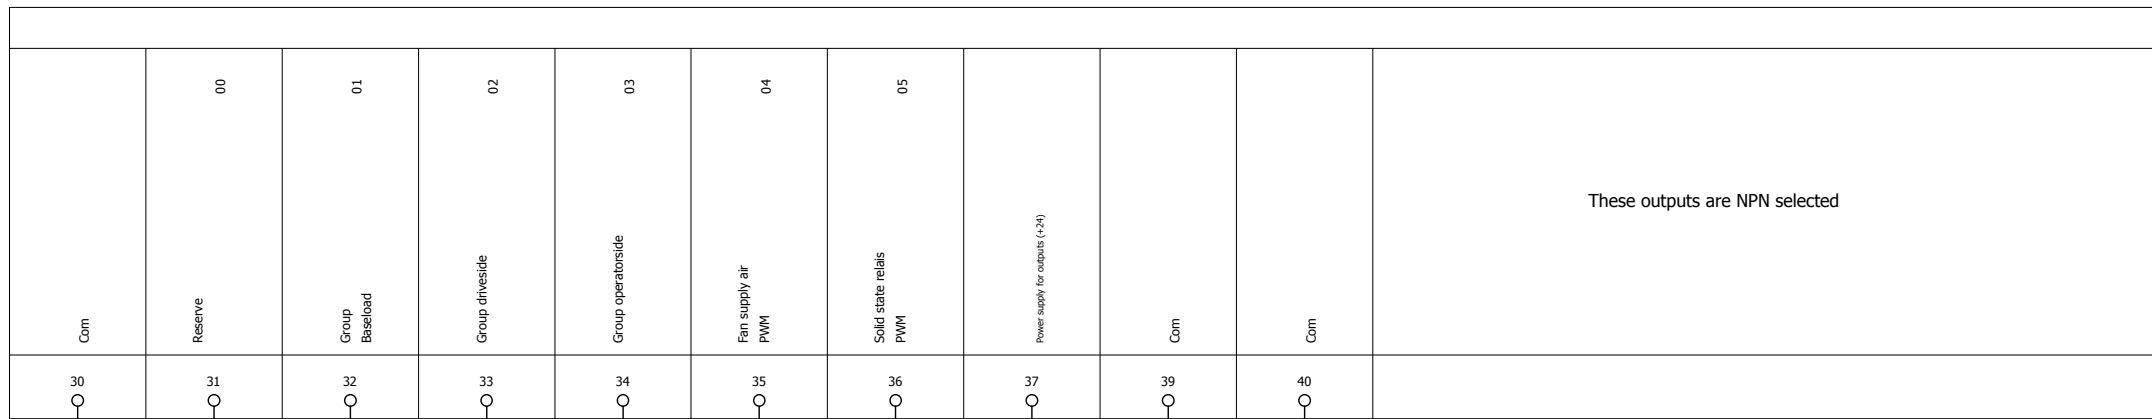 00
01
02
03
04
05
Com
Reserve
Group
Baseload
Group driveside
Group operatorside
Fan supply air
PWM
Solid state relais
PWM
Power supply for outputs (+24)
Com
Com
These outputs are NPN selected
30
31
32
33
34
35
36
37
39
40